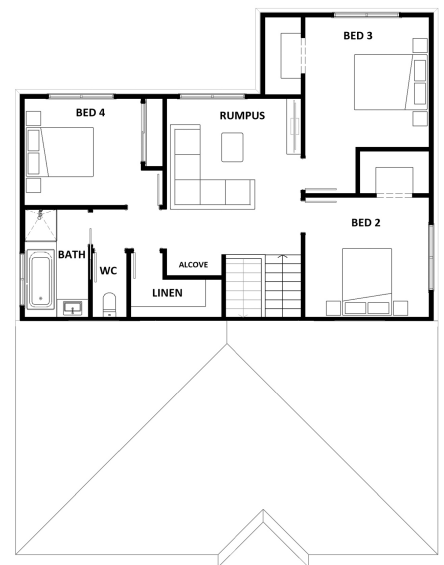 BED 3
BED 4
RUMPUS
BED 2
BATH
WC
ALCOVE
LINEN